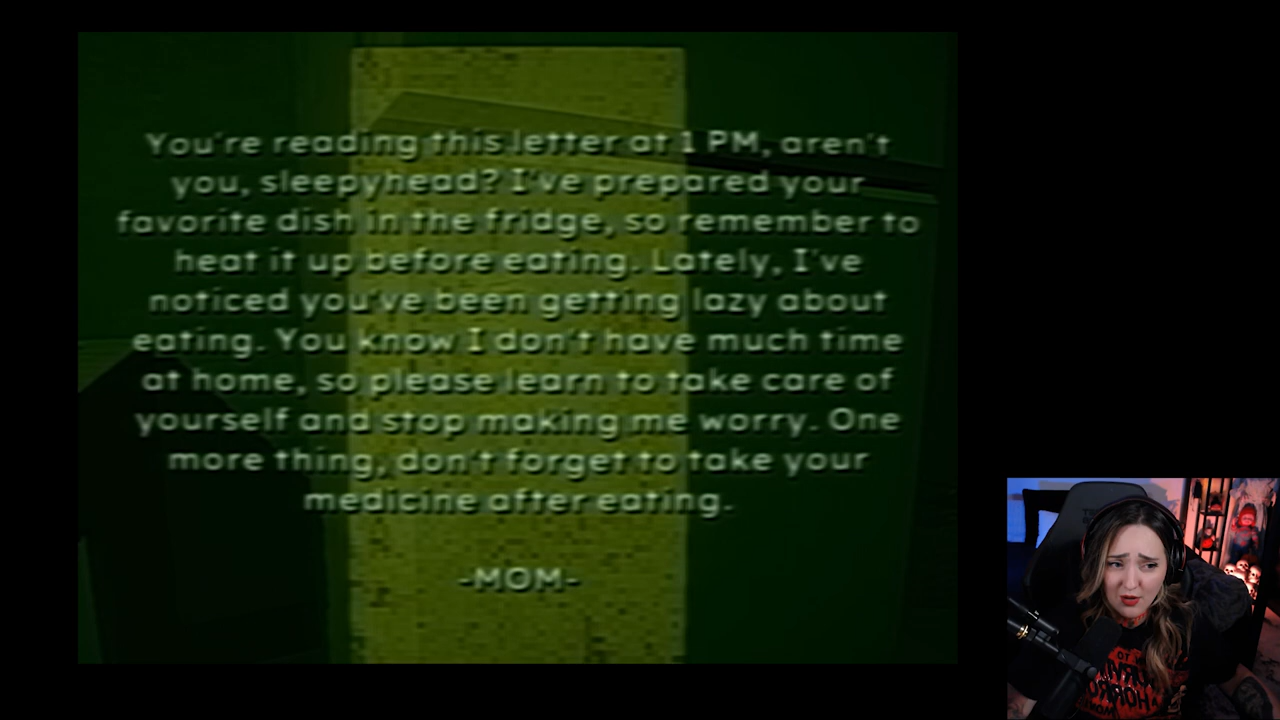 You're reading this letter at 1 PM, aren't
you, sleepyhead? I've prepared your
favorite dish in the fridge, so remember to
heat it up before eating. Lately, I've
noticed you've been getting lazy about
eating. You know I don't have much time
at home, so please learn to take care of
yourself and stop making me worry. One
more thing, don't forget to take your
medicine after eating.
-MOM-